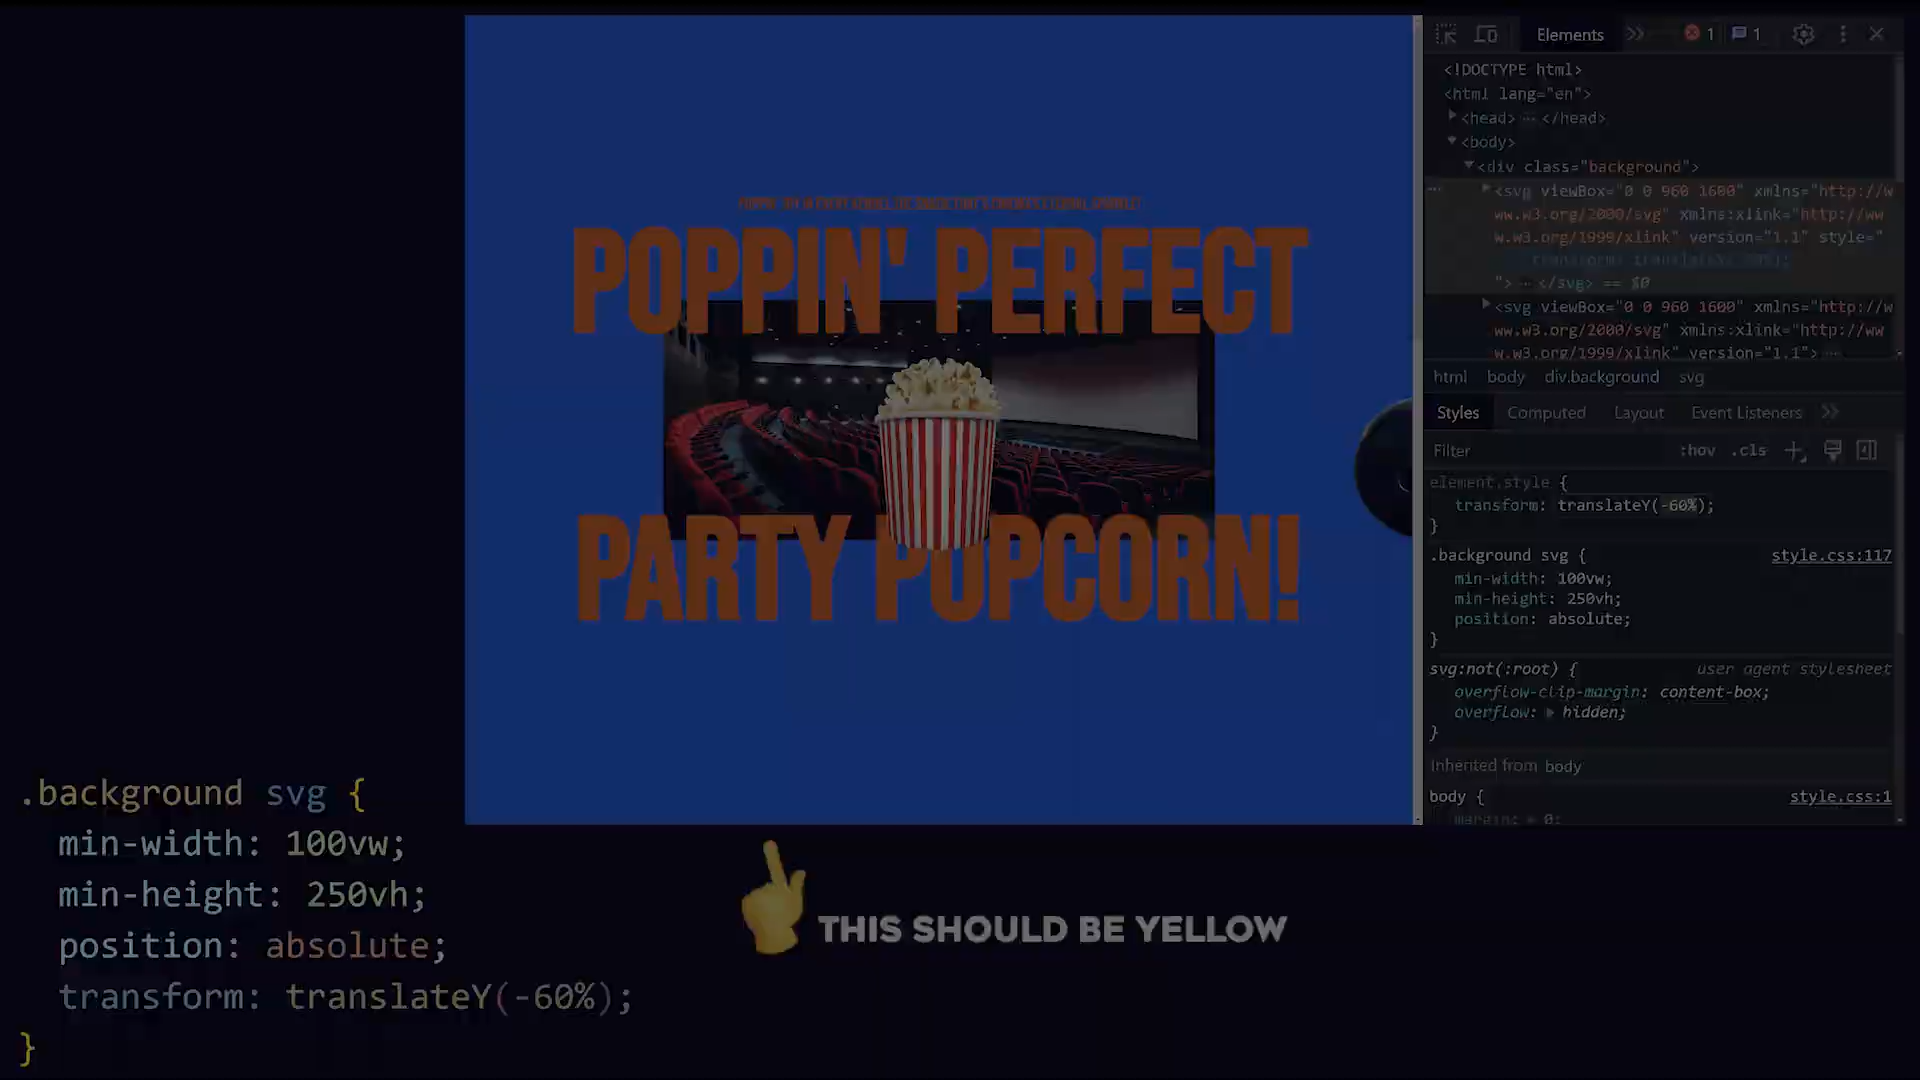 POPPIN' PERFECT
PARTY POPCORN!
.background svg {
min-width: 100vw;
min-height: 250vh;
position: absolute;
transform: translateY(-60%);
}
THIS SHOULD BE YELLOW
Elements
1
1
<!DOCTYPE html>
<html lang="en">
<head> ⋯ </head>
<body>
<div class="background">
<svg viewBox="0 0 960 1600" xmlns="http://w
ww.w3.org/2000/svg" xmlns:xlink="http://ww
w.w3.org/1999/xlink" version="1.1" style="
"> ⋯ </svg> == $0
<svg viewBox="0 0 960 1600" xmlns="http://w
ww.w3.org/2000/svg" xmlns:xlink="http://ww
w.w3.org/1999/xlink" version="1.1"> ⋯
html body div.background svg
Styles Computed Layout Event Listeners
Filter :hov .cls
element.style {
transform: translateY(-60%);
}
.background svg { style.css:117
min-width: 100vw;
min-height: 250vh;
position: absolute;
}
svg:not(:root) { user agent stylesheet
overflow-clip-margin: content-box;
overflow: hidden;
}
Inherited from body
body { style.css:1
margin: 0;